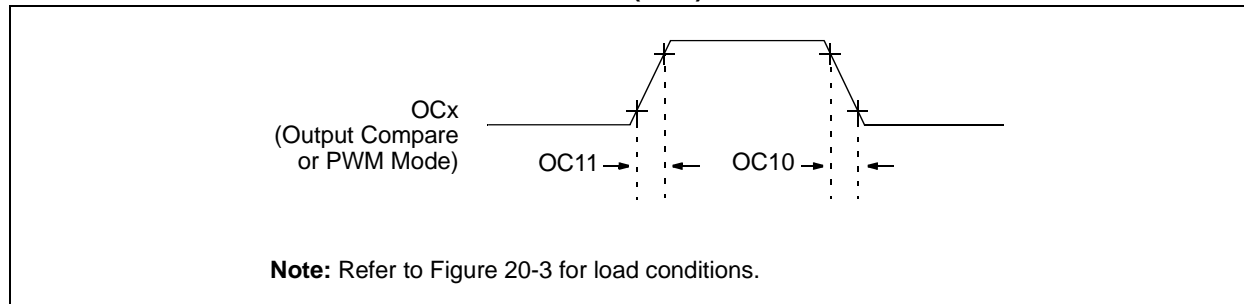 OCx
(Output Compare
or PWM Mode)
OC11
OC10
Note: Refer to Figure 20-3 for load conditions.